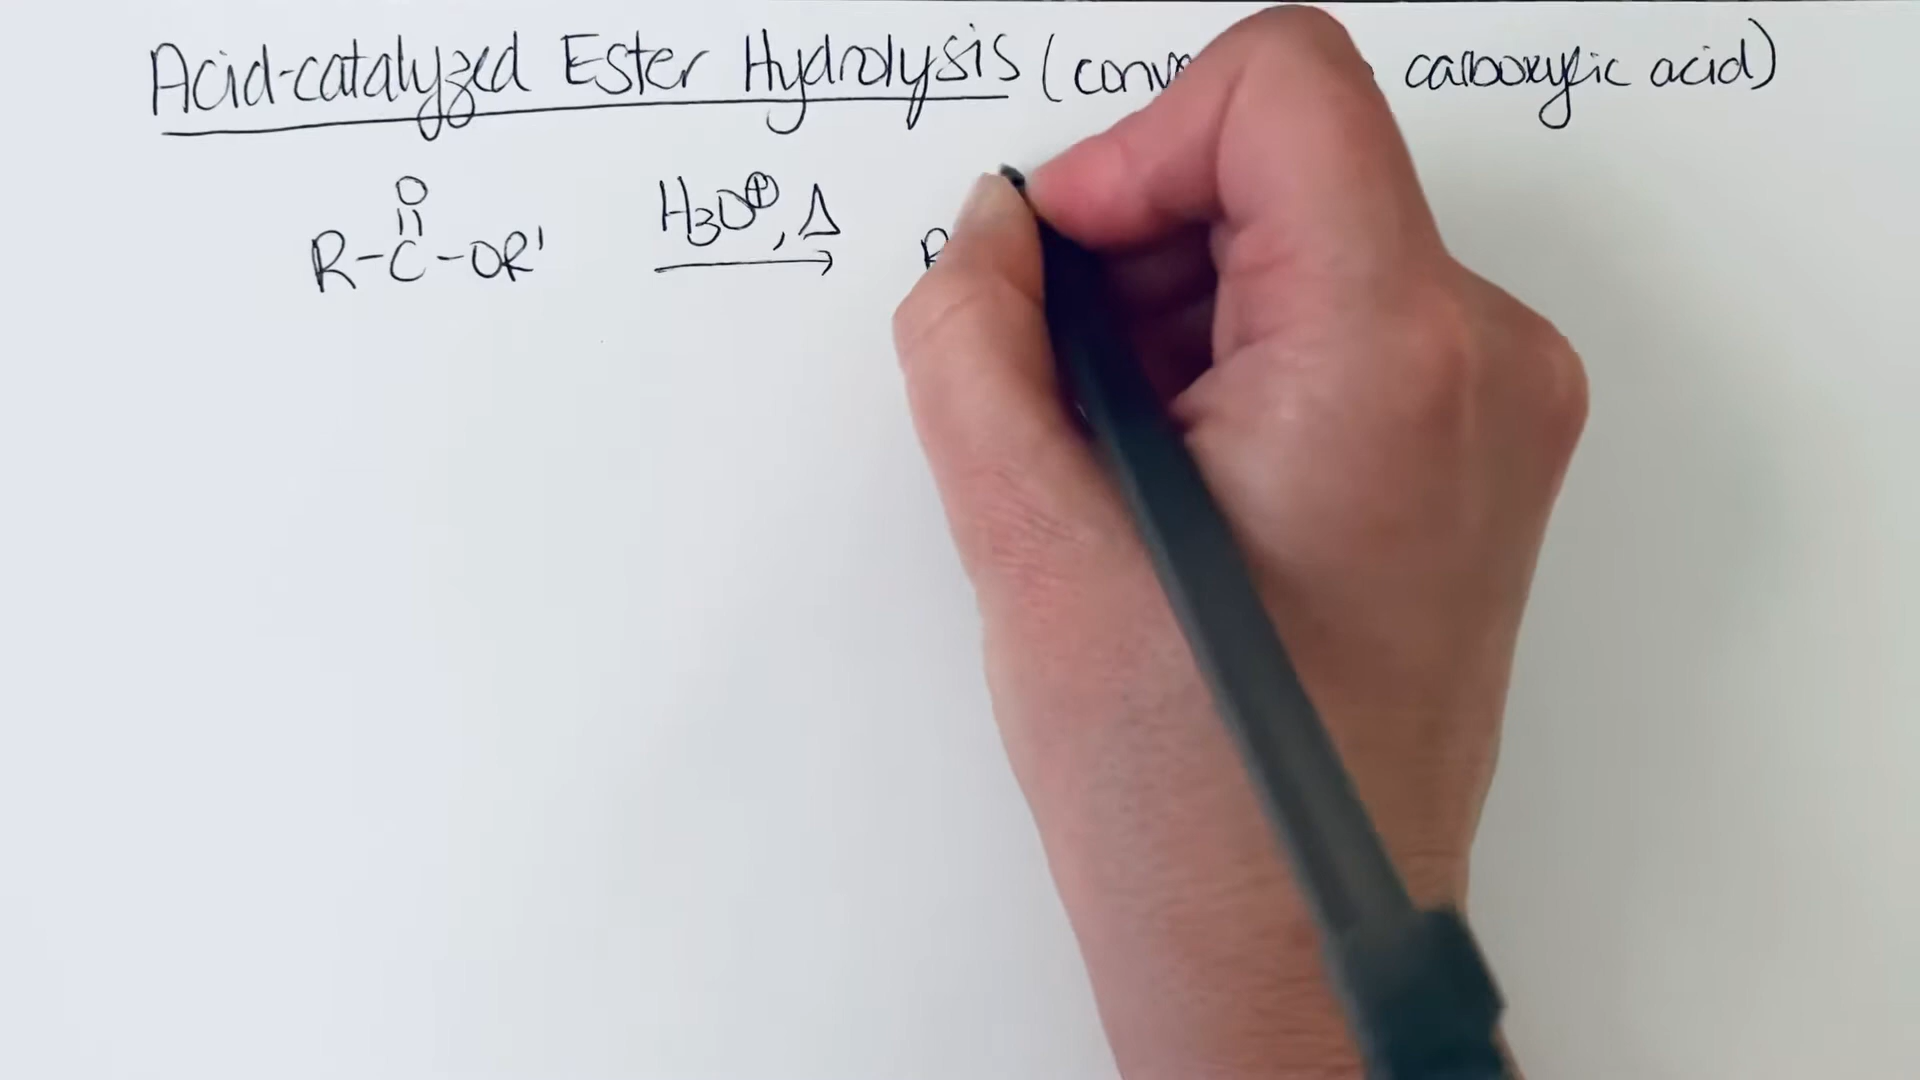 Acid-catalyzed Ester Hydrolysis (conv carboxylic acid)
O
R-C-OR' H3O⊕, Δ R